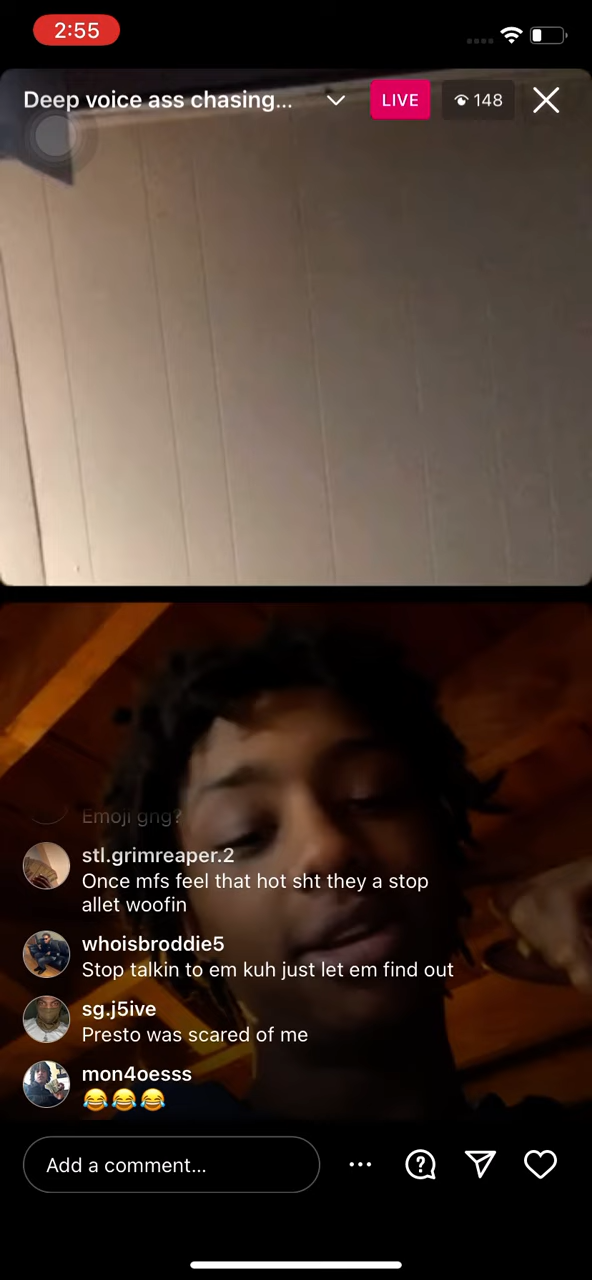 2:55
Deep voice ass chasing...
LIVE
148
Emoji gng?
stl.grimreaper.2
Once mfs feel that hot sht they a stop
allet woofin
whoisbroddie5
Stop talkin to em kuh just let em find out
sg.j5ive
Presto was scared of me
mon4oesss
😂😂😂
Add a comment...